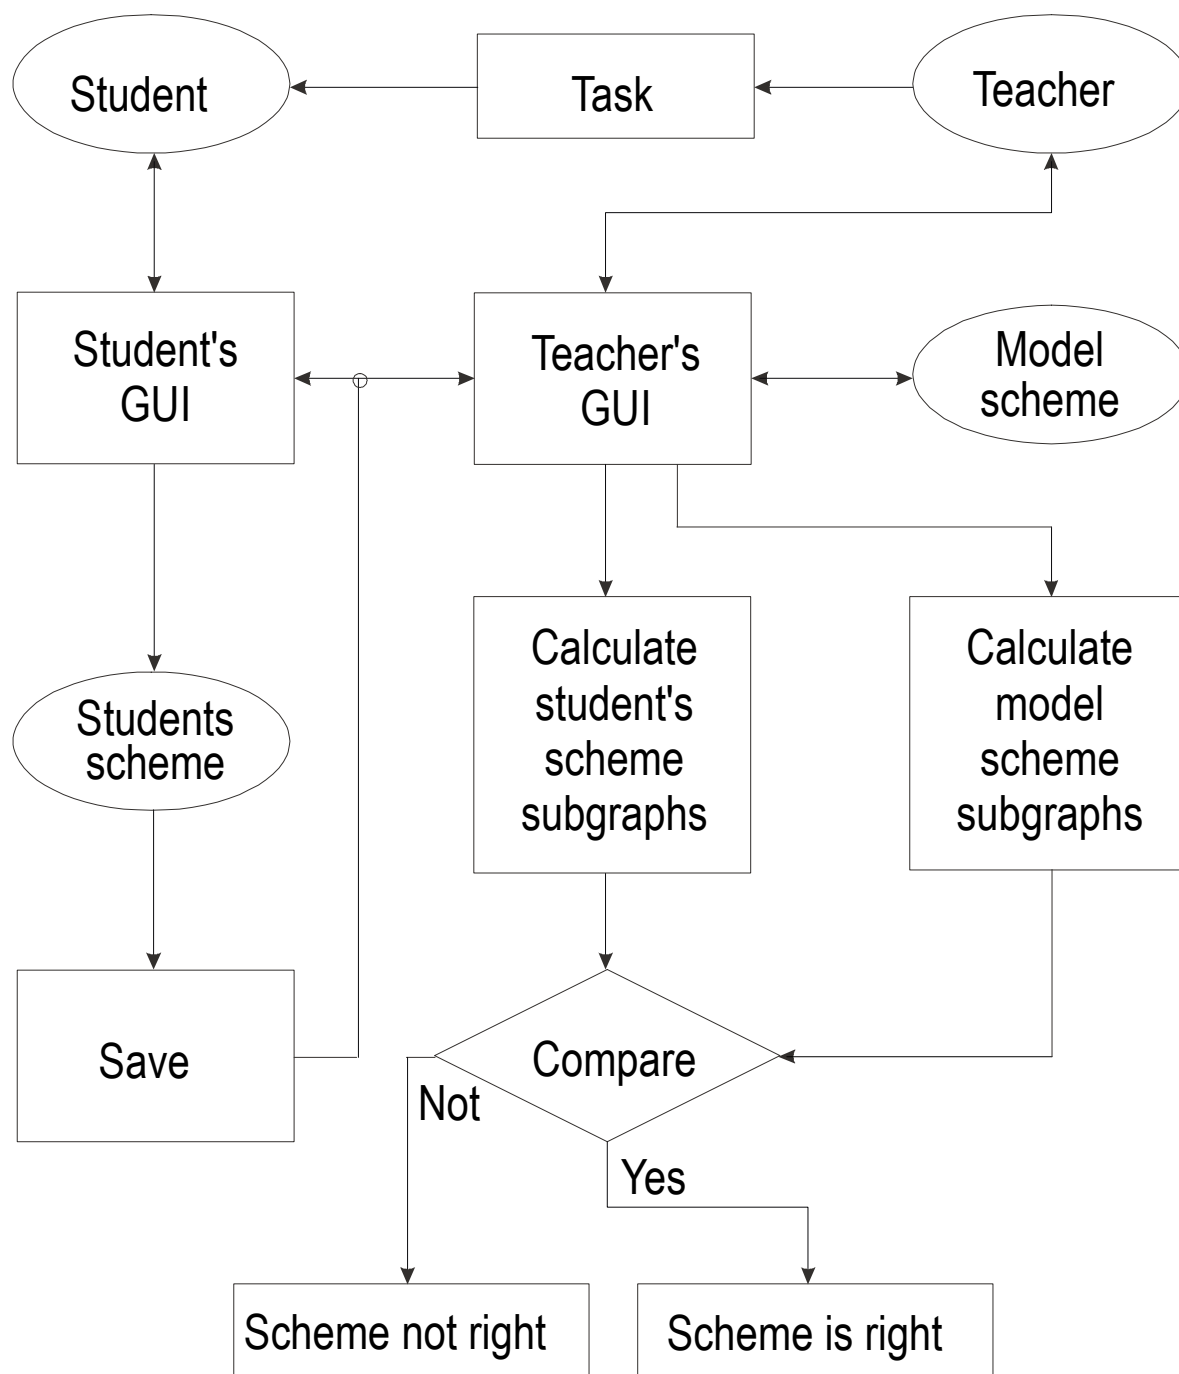 Student
Task
Teacher
Student's
GUI
Teacher's
GUI
Model
scheme
Students
scheme
Calculate
student's
scheme
subgraphs
Calculate
model
scheme
subgraphs
Save
Compare
Not
Yes
Scheme not right
Scheme is right